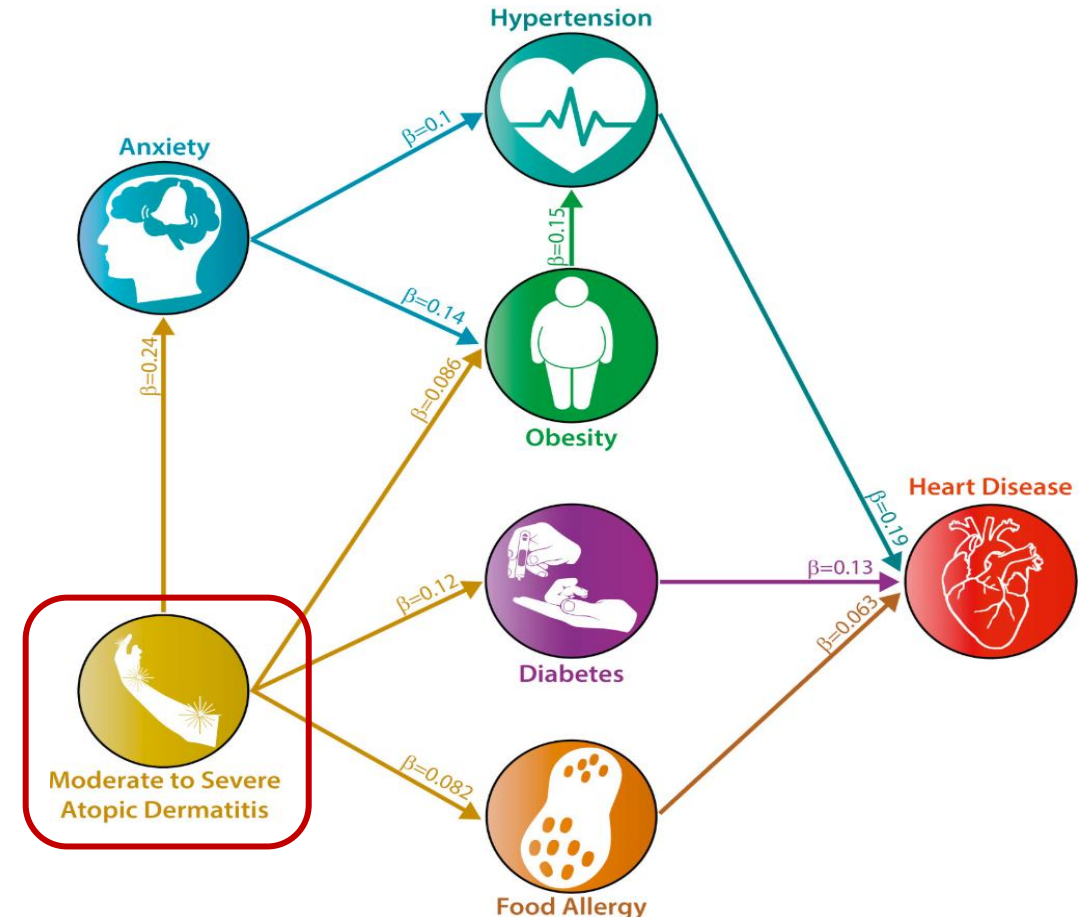 Hypertension
β=0.1
Anxiety
β=0.15
β=0.14
β=0.24
β=0.086
Obesity
Heart Disease
β=0.19
β=0.13
β=0.12
β=0.063
Diabetes
Moderate to Severe
Atopic Dermatitis
β=0.082
Food Allergy